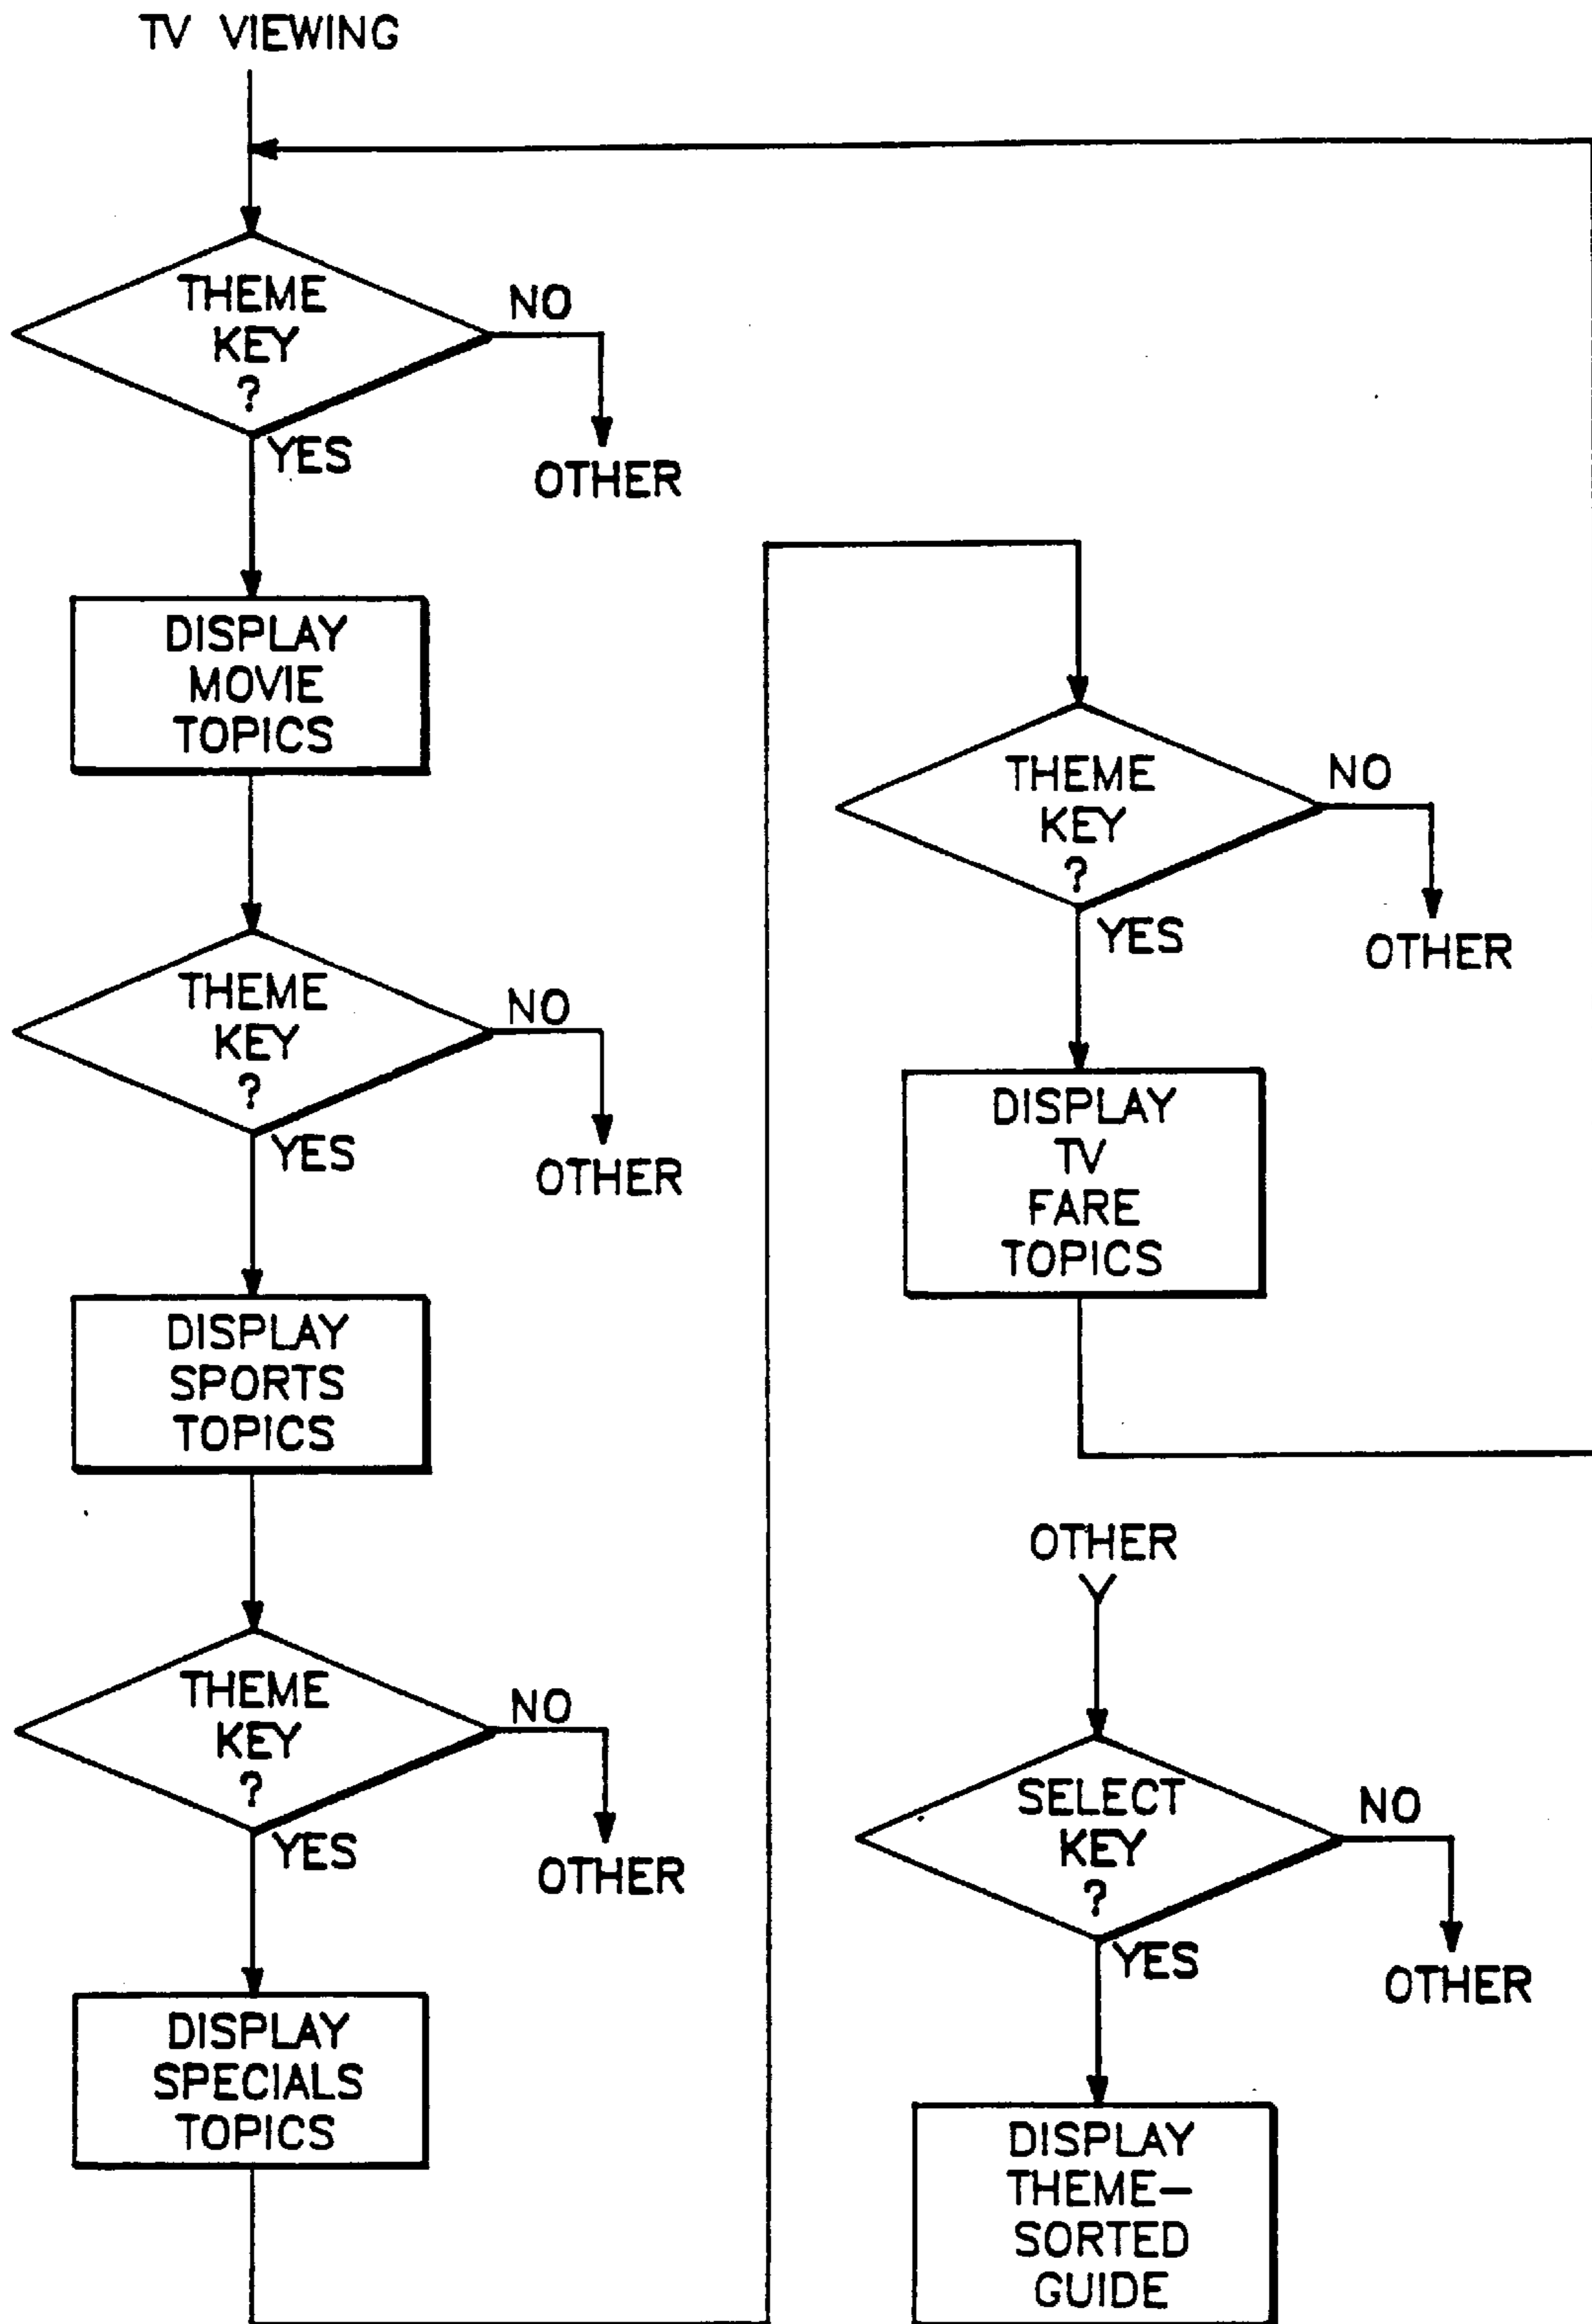 TV VIEWING
THEME
KEY
?
NO
YES
OTHER
DISPLAY
MOVIE
TOPICS
THEME
KEY
?
NO
YES
OTHER
DISPLAY
SPORTS
TOPICS
THEME
KEY
?
NO
YES
OTHER
DISPLAY
SPECIALS
TOPICS
THEME
KEY
?
NO
YES
OTHER
DISPLAY
TV
FARE
TOPICS
OTHER
SELECT
KEY
?
NO
YES
OTHER
DISPLAY
THEME-
SORTED
GUIDE